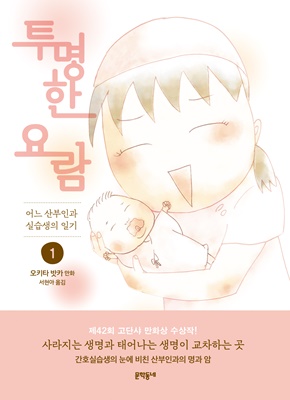 투명한 요람
어느 산부인과
실습생의 일기
1
오키타 밧카 만화
서현아 옮김
제42회 고단샤 만화상 수상작!
사라지는 생명과 태어나는 생명이 교차하는 곳
간호실습생의 눈에 비친 산부인과의 명과 암
문학동네